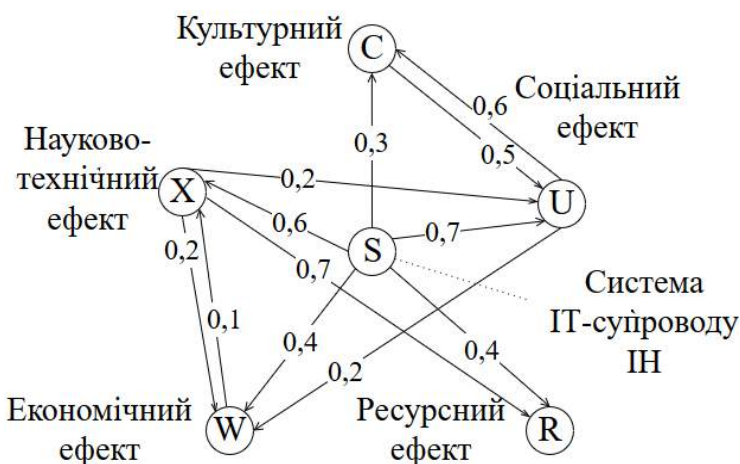 Культурний
ефект
C
Соціальний
ефект
0,6
0,5
0,3
Науково-
технічний
ефект
X
0,2
U
0,6
0,7
S
0,2
0,7
0,1
0,4
0,4
0,2
Система
ІТ-супроводу
ІН
Економічний
ефект
W
Ресурсний
ефект
R